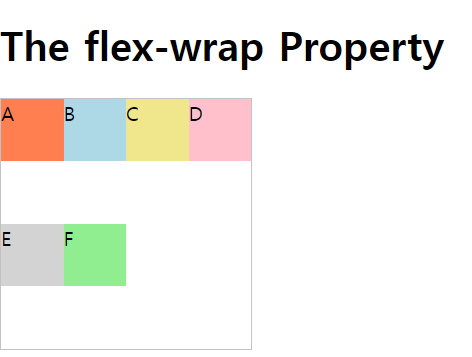 The flex-wrap Property
A B C D
E F